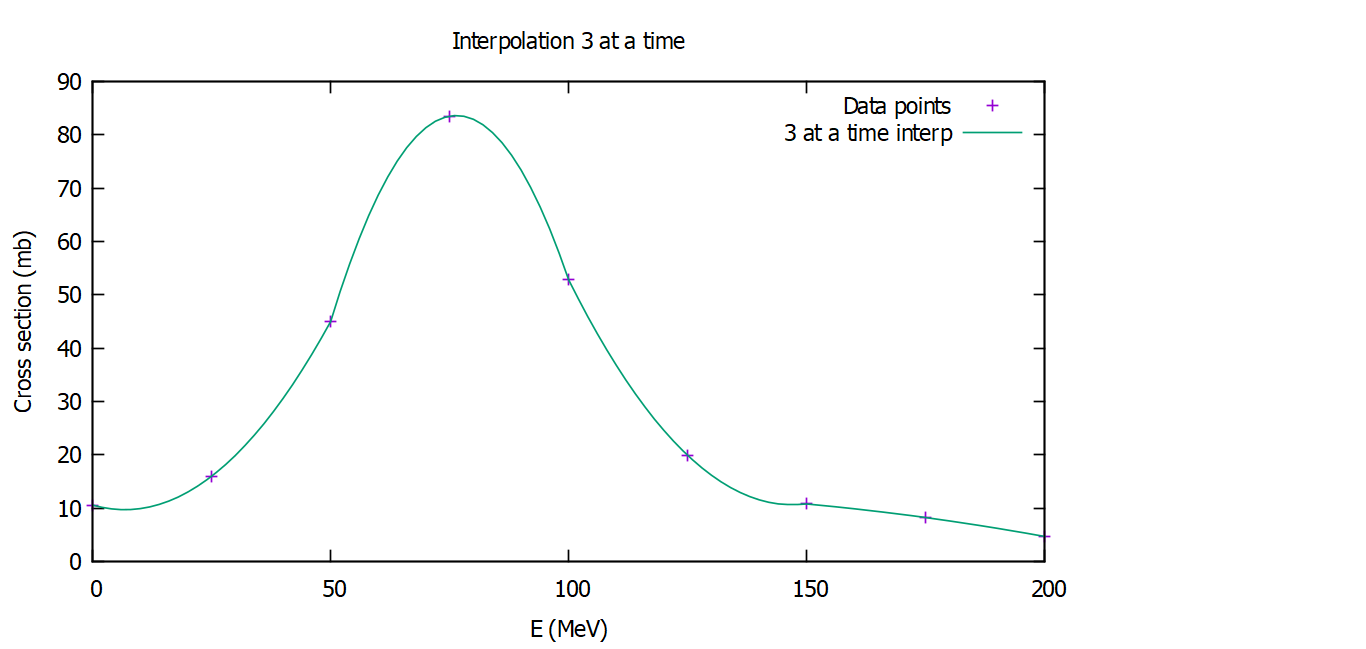 Interpolation 3 at a time
Data points
3 at a time interp
90
80
70
60
50
40
30
20
10
0
Cross section (mb)
0 50 100 150 200
E (MeV)